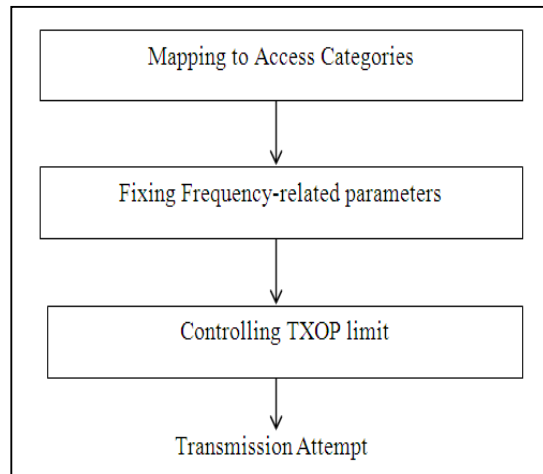 Mapping to Access Categories
Fixing Frequency-related parameters
Controlling TXOP limit
Transmission Attempt